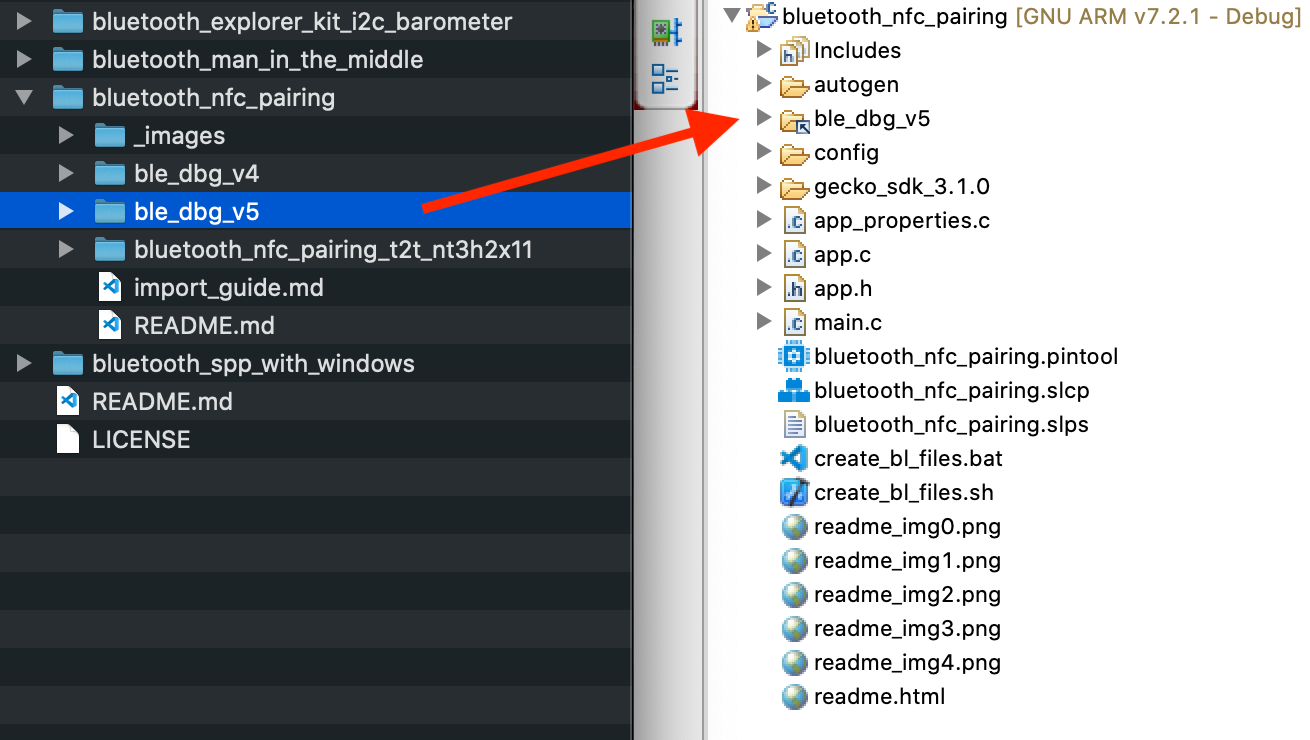 bluetooth_explorer_kit_i2c_barometer
bluetooth_man_in_the_middle
bluetooth_nfc_pairing
_images
ble_dbg_v4
ble_dbg_v5
bluetooth_nfc_pairing_t2t_nt3h2x11
import_guide.md
README.md
bluetooth_spp_with_windows
README.md
LICENSE
bluetooth_nfc_pairing [GNU ARM v7.2.1 - Debug]
Includes
autogen
ble_dbg_v5
config
gecko_sdk_3.1.0
app_properties.c
app.c
app.h
main.c
bluetooth_nfc_pairing.pintool
bluetooth_nfc_pairing.slcp
bluetooth_nfc_pairing.slps
create_bl_files.bat
create_bl_files.sh
readme_img0.png
readme_img1.png
readme_img2.png
readme_img3.png
readme_img4.png
readme.html